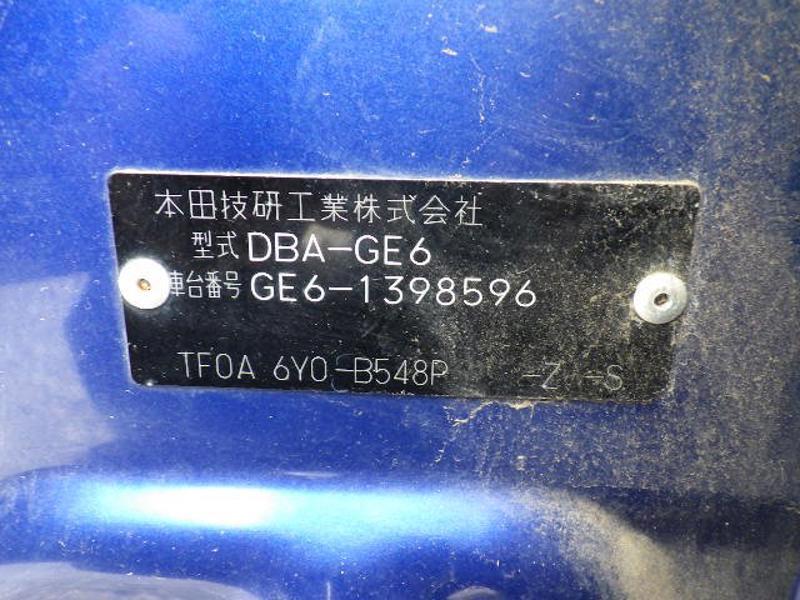 本田技研工業株式会社
型式 DBA-GE6
車台番号 GE6-1398596
TF0A 6Y0-B548P -Z -S